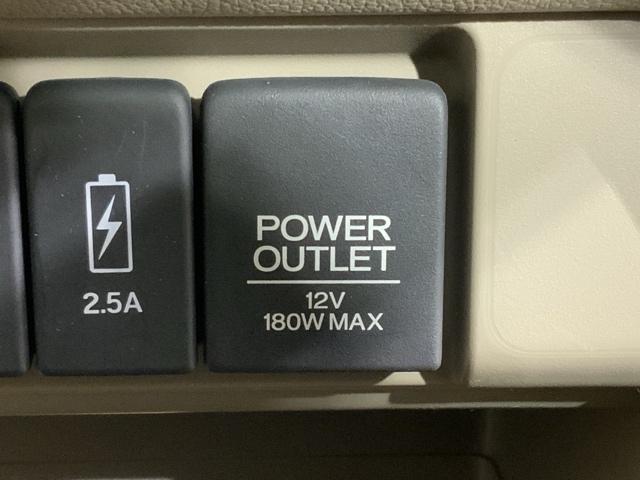 2.5A
POWER
OUTLET
12V
180W MAX